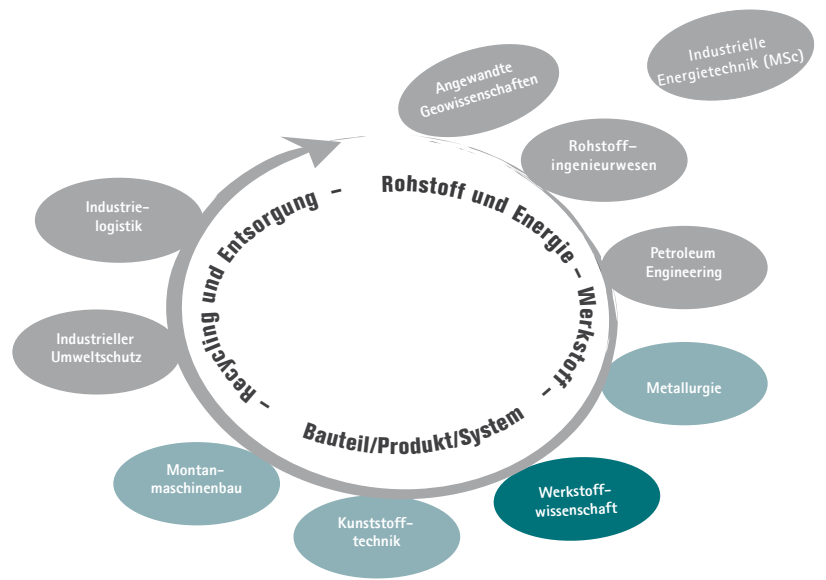 Industrielle
Energietechnik (MSc)
Angewandte
Geowissenschaften
Rohstoff-
ingenieurwesen
Petroleum
Engineering
Metallurgie
Werkstoff-
wissenschaft
Kunststoff-
technik
Montan-
maschinenbau
Industrieller
Umweltschutz
Industrie-
logistik
Rohstoff und Energie – Werkstoff –
Bauteil/Produkt/System
– Recycling und Entsorgung –